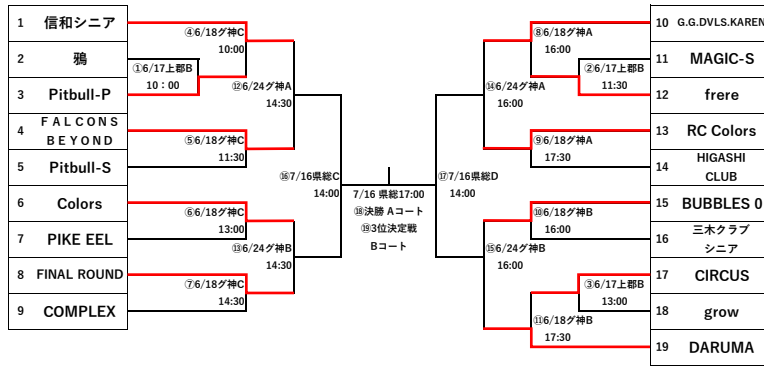 1 信和シニア
2 鴉
3 Pitbull-P
4 FALCONS
BEYOND
5 Pitbull-S
6 Colors
7 PIKE EEL
8 FINAL ROUND
9 COMPLEX
④6/18グ神C
10:00
①6/17上郡B
10：00
⑤6/18グ神C
11:30
⑥6/18グ神C
13:00
⑦6/18グ神C
14:30
⑫6/24グ神A
14:30
⑬6/24グ神B
14:30
⑯7/16県総C
14:00
7/16 県総17:00
⑱決勝 Aコート
⑲3位決定戦
Bコート
⑰7/16県総D
14:00
⑭6/24グ神A
16:00
⑮6/24グ神B
16:00
⑧6/18グ神A
16:00
②6/17上郡B
11:30
⑨6/18グ神A
17:30
⑩6/18グ神B
16:00
③6/17上郡B
13:00
⑪6/18グ神B
17:30
10 G.G.DVLS.KAREN
11 MAGIC-S
12 frere
13 RC Colors
14 HIGASHI
CLUB
15 BUBBLES 0
16 三木クラブ
シニア
17 CIRCUS
18 grow
19 DARUMA